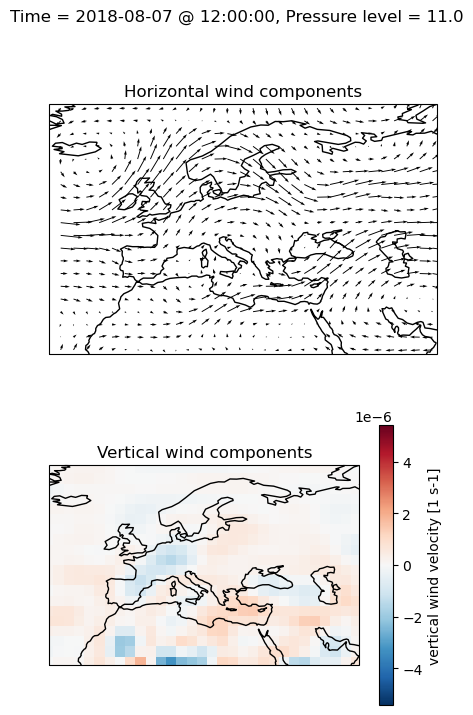 Time = 2018-08-07 @ 12:00:00, Pressure level = 11.0
Horizontal wind components
Vertical wind components
1e−6
4
2
0
−2
−4
vertical wind velocity [1 s-1]